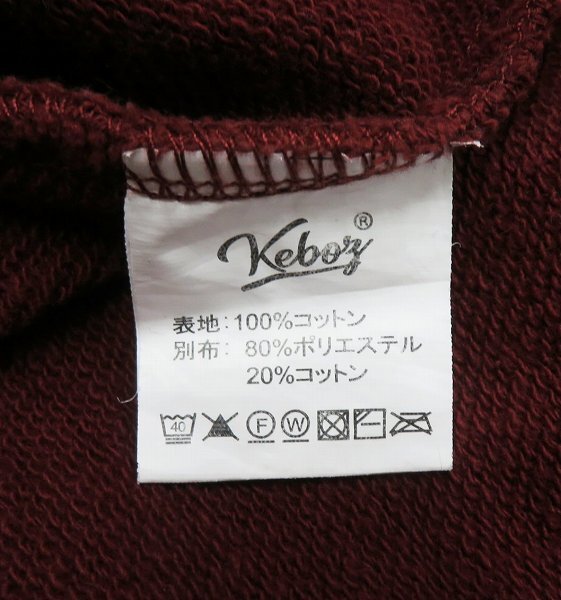 Keboz®
表地:100%コットン
別布: 80%ポリエステル
20%コットン
40 F W